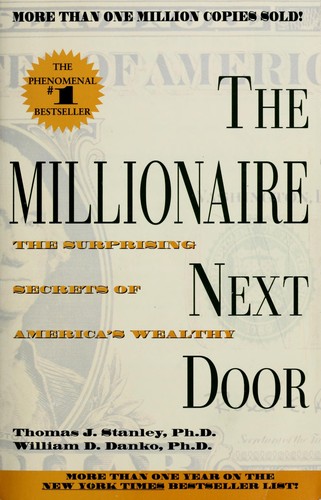 MORE THAN ONE MILLION COPIES SOLD!
THE
PHENOMENAL
#1
BESTSELLER
THE
MILLIONAIRE
THE SURPRISING
SECRETS OF
NEXT
AMERICA'S WEALTHY
DOOR
Thomas J. Stanley, Ph.D.
William D. Danko, Ph.D.
MORE THAN ONE YEAR ON THE
NEW YORK TIMES BESTSELLER LIST!